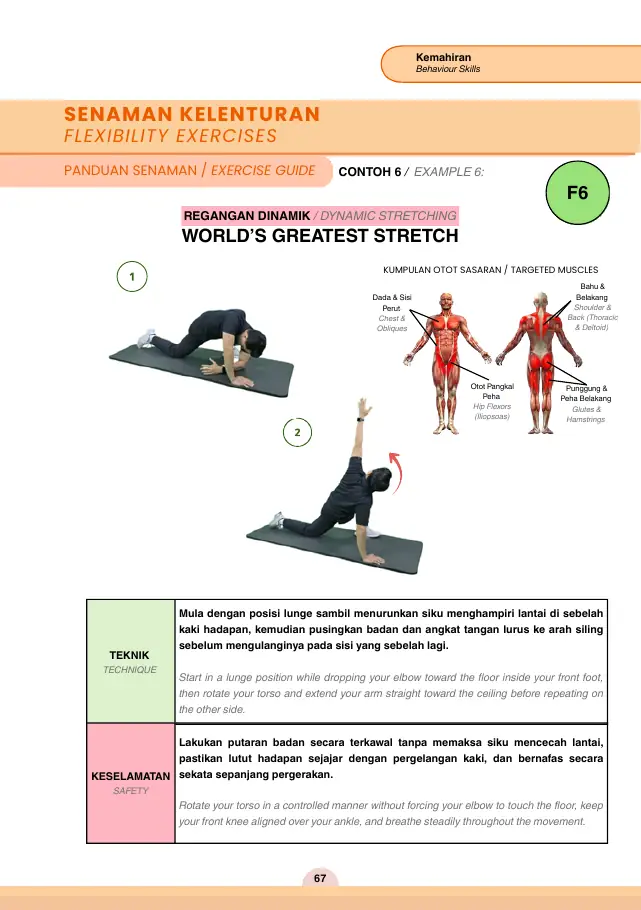 Kemahiran
Behaviour Skills
SENAMAN KELENTURAN
FLEXIBILITY EXERCISES
PANDUAN SENAMAN / EXERCISE GUIDE
CONTOH 6 / EXAMPLE 6:
F6
REGANGAN DINAMIK / DYNAMIC STRETCHING
WORLD'S GREATEST STRETCH
1
KUMPULAN OTOT SASARAN / TARGETED MUSCLES
Dada & Sisi
Perut
Chest &
Obliques
Bahu &
Belakang
Shoulder &
Back (Thoracic
& Deltoid)
Otot Pangkal
Peha
Hip Flexors
(Iliopsoas)
Punggung &
Peha Belakang
Glutes &
Hamstrings
2
TEKNIK
TECHNIQUE
Mula dengan posisi lunge sambil menurunkan siku menghampiri lantai di sebelah
kaki hadapan, kemudian pusingkan badan dan angkat tangan lurus ke arah siling
sebelum mengulanginya pada sisi yang sebelah lagi.
Start in a lunge position while dropping your elbow toward the floor inside your front foot,
then rotate your torso and extend your arm straight toward the ceiling before repeating on
the other side.
KESELAMATAN
SAFETY
Lakukan putaran badan secara terkawal tanpa memaksa siku mencecah lantai,
pastikan lutut hadapan sejajar dengan pergelangan kaki, dan bernafas secara
sekata sepanjang pergerakan.
Rotate your torso in a controlled manner without forcing your elbow to touch the floor, keep
your front knee aligned over your ankle, and breathe steadily throughout the movement.
67